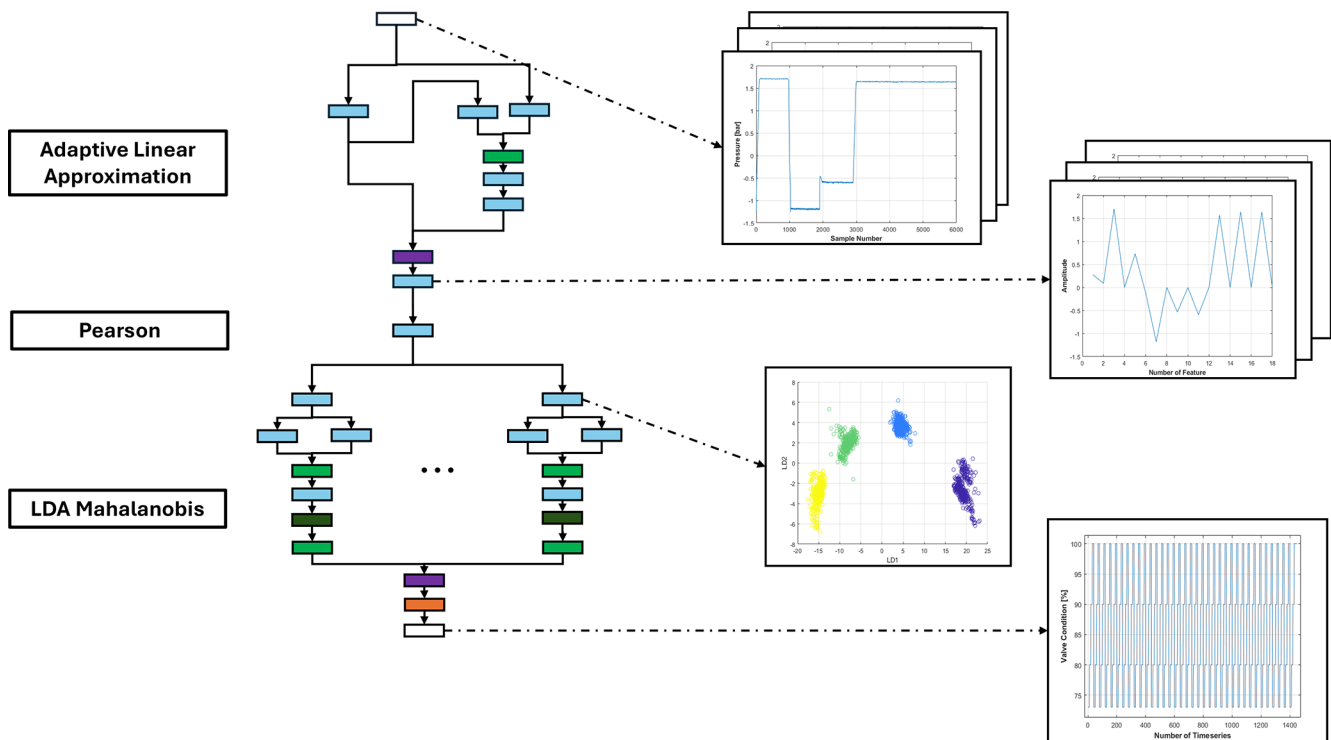 Adaptive Linear
Approximation
Pearson
LDA Mahalanobis
• • •
2
2
2
1.5
1
0.5
0
-0.5
-1
-1.5
0 1000 2000 3000 4000 5000 6000
Pressure [bar]
Sample Number
2
2
2
1.5
1
0.5
0
-0.5
-1
-1.5
0 2 4 6 8 10 12 14 16 18
Amplitude
Number of Feature
8
6
4
2
0
-2
-4
-6
-8
-20 -15 -10 -5 0 5 10 15 20 25
LD2
LD1
100
95
90
85
80
75
0 200 400 600 800 1000 1200 1400
Valve Condition [%]
Number of Timeseries